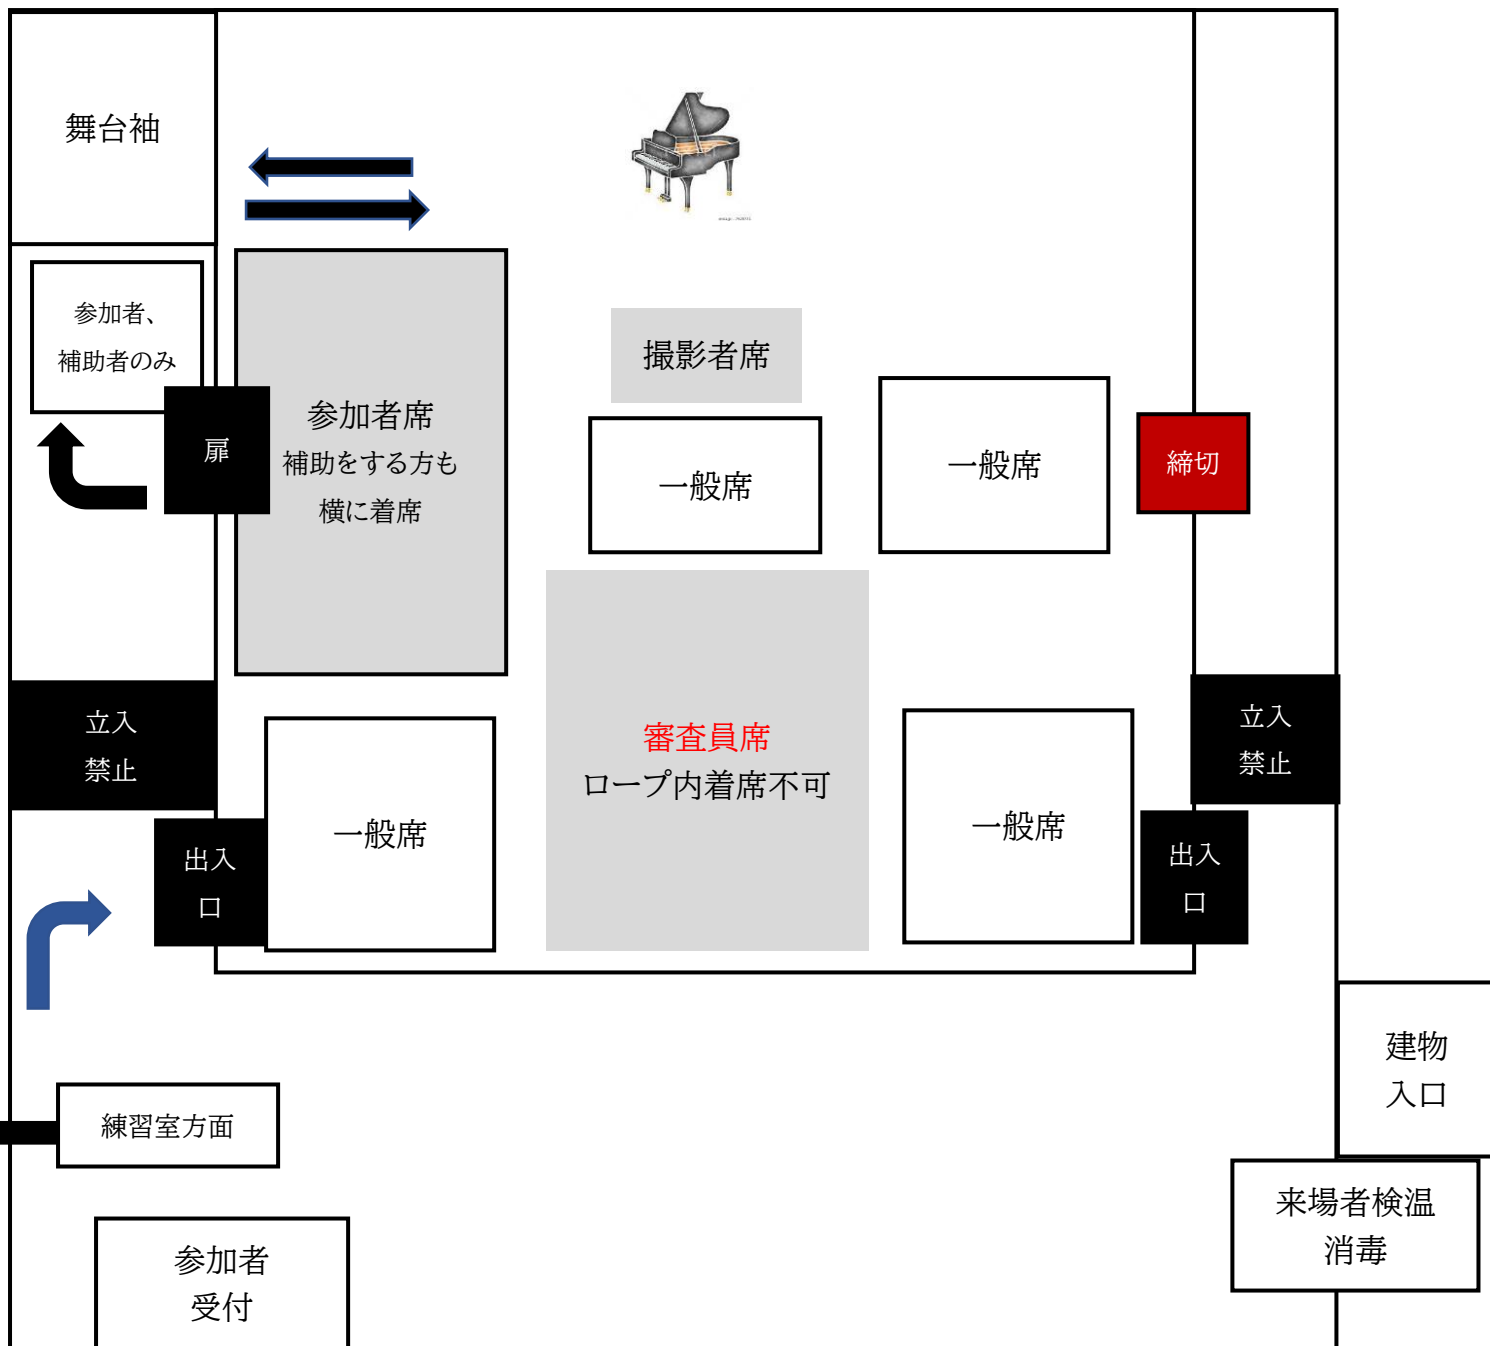 舞台袖
参加者、
補助者のみ
扉
参加者席
補助をする方も
横に着席
撮影者席
一般席
一般席
締切
立入
禁止
審査員席
ロープ内着席不可
立入
禁止
出入
口
一般席
一般席
出入
口
建物
入口
練習室方面
来場者検温
消毒
参加者
受付